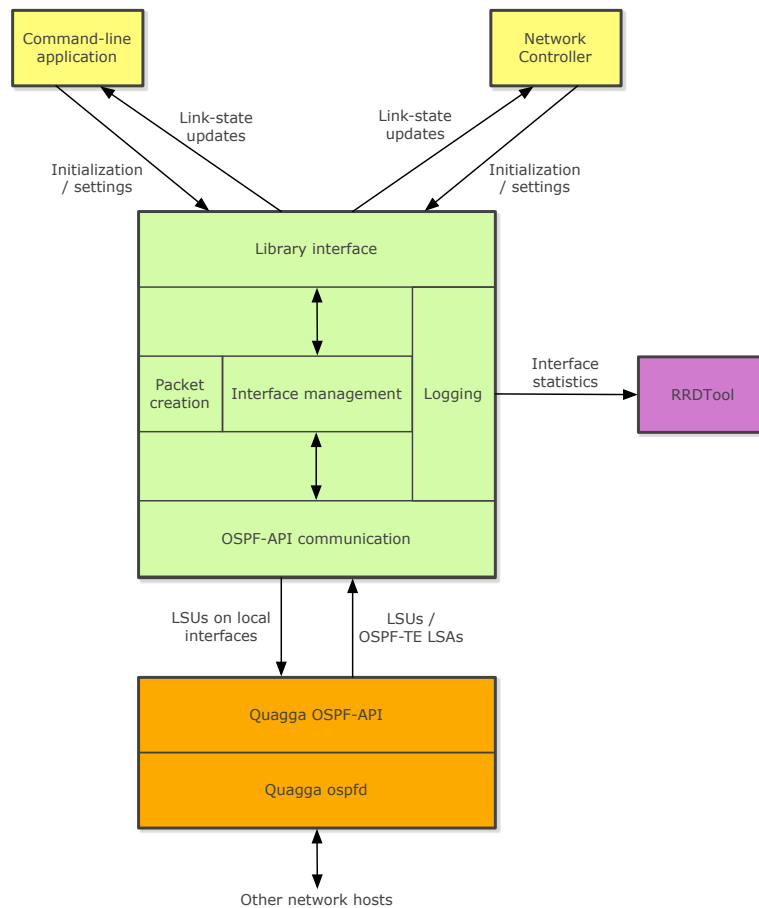 Command-line
application
Network
Controller
Link-state
updates
Link-state
updates
Initialization
/ settings
Initialization
/ settings
Library interface
Packet
creation
Interface management
Logging
Interface
statistics
RRDTool
OSPF-API communication
LSUs on local
interfaces
LSUs /
OSPF-TE LSAs
Quagga OSPF-API
Quagga ospfd
Other network hosts